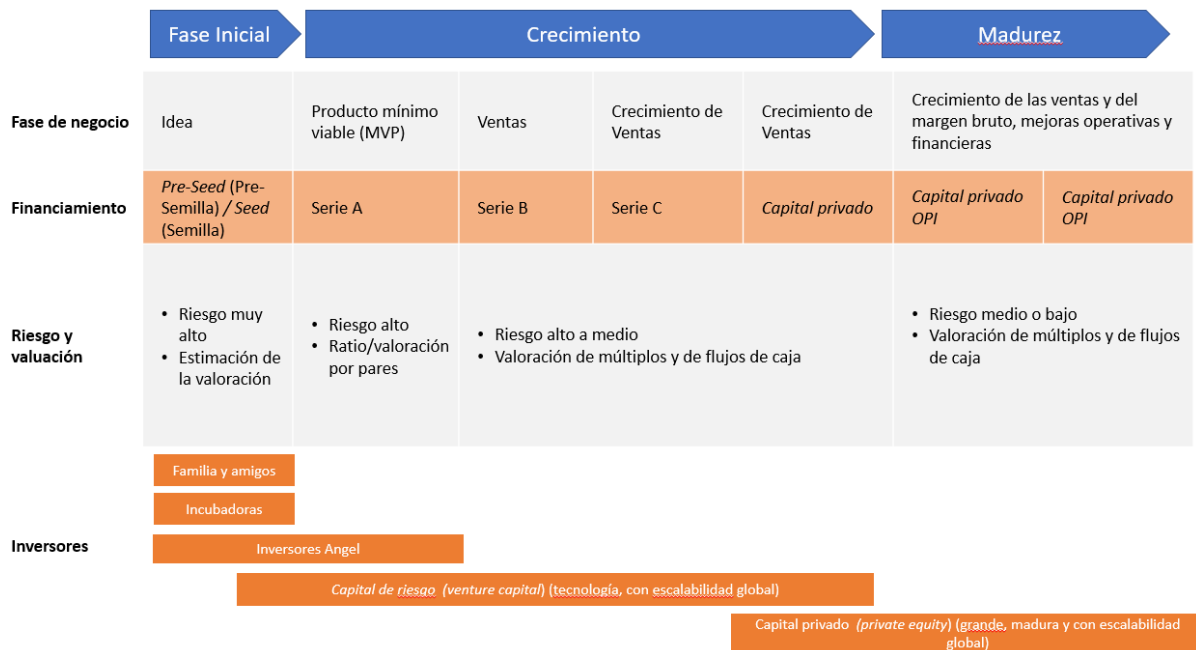 Fase Inicial
Crecimiento
Madurez
Fase de negocio
Idea
Producto mínimo
viable (MVP)
Ventas
Crecimiento de
Ventas
Crecimiento de
Ventas
Crecimiento de las ventas y del
margen bruto, mejoras operativas y
financieras
Financiamiento
Pre-Seed (Pre-
Semilla) / Seed
(Semilla)
Serie A
Serie B
Serie C
Capital privado
Capital privado
OPI
Capital privado
OPI
Riesgo y
valuación
• Riesgo muy
alto
• Estimación de
la valoración
• Riesgo alto
• Ratio/valoración
por pares
• Riesgo alto a medio
• Valoración de múltiplos y de flujos de caja
• Riesgo medio o bajo
• Valoración de múltiplos y de flujos
de caja
Inversores
Familia y amigos
Incubadoras
Inversores Angel
Capital de riesgo (venture capital) (tecnología, con escalabilidad global)
Capital privado (private equity) (grande, madura y con escalabilidad
global)